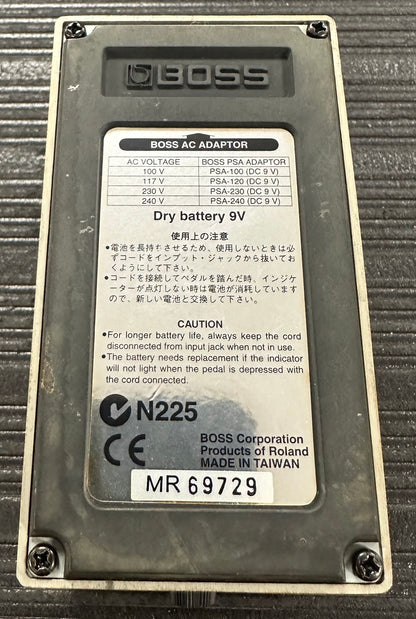 BOSS
BOSS AC ADAPTOR
AC VOLTAGE BOSS PSA ADAPTOR
100 V PSA-100 (DC 9 V)
117 V PSA-120 (DC 9 V)
230 V PSA-230 (DC 9 V)
240 V PSA-240 (DC 9 V)
Dry battery 9V
使用上の注意
●電池を長持ちさせるため、使用しないときは必
ずコードをインプット・ジャックから抜いてお
くようにして下さい。
●コードを接続してペダルを踏んだ時、インジケ
ーターが点灯しない時は電池が消耗しています
ので、新しい電池と交換して下さい。
CAUTION
●For longer battery life, always keep the cord
disconnected from input jack when not in use.
●The battery needs replacement if the indicator
will not light when the pedal is depressed with
the cord connected.
N225
CE
BOSS Corporation
Products of Roland
MADE IN TAIWAN
MR 69729